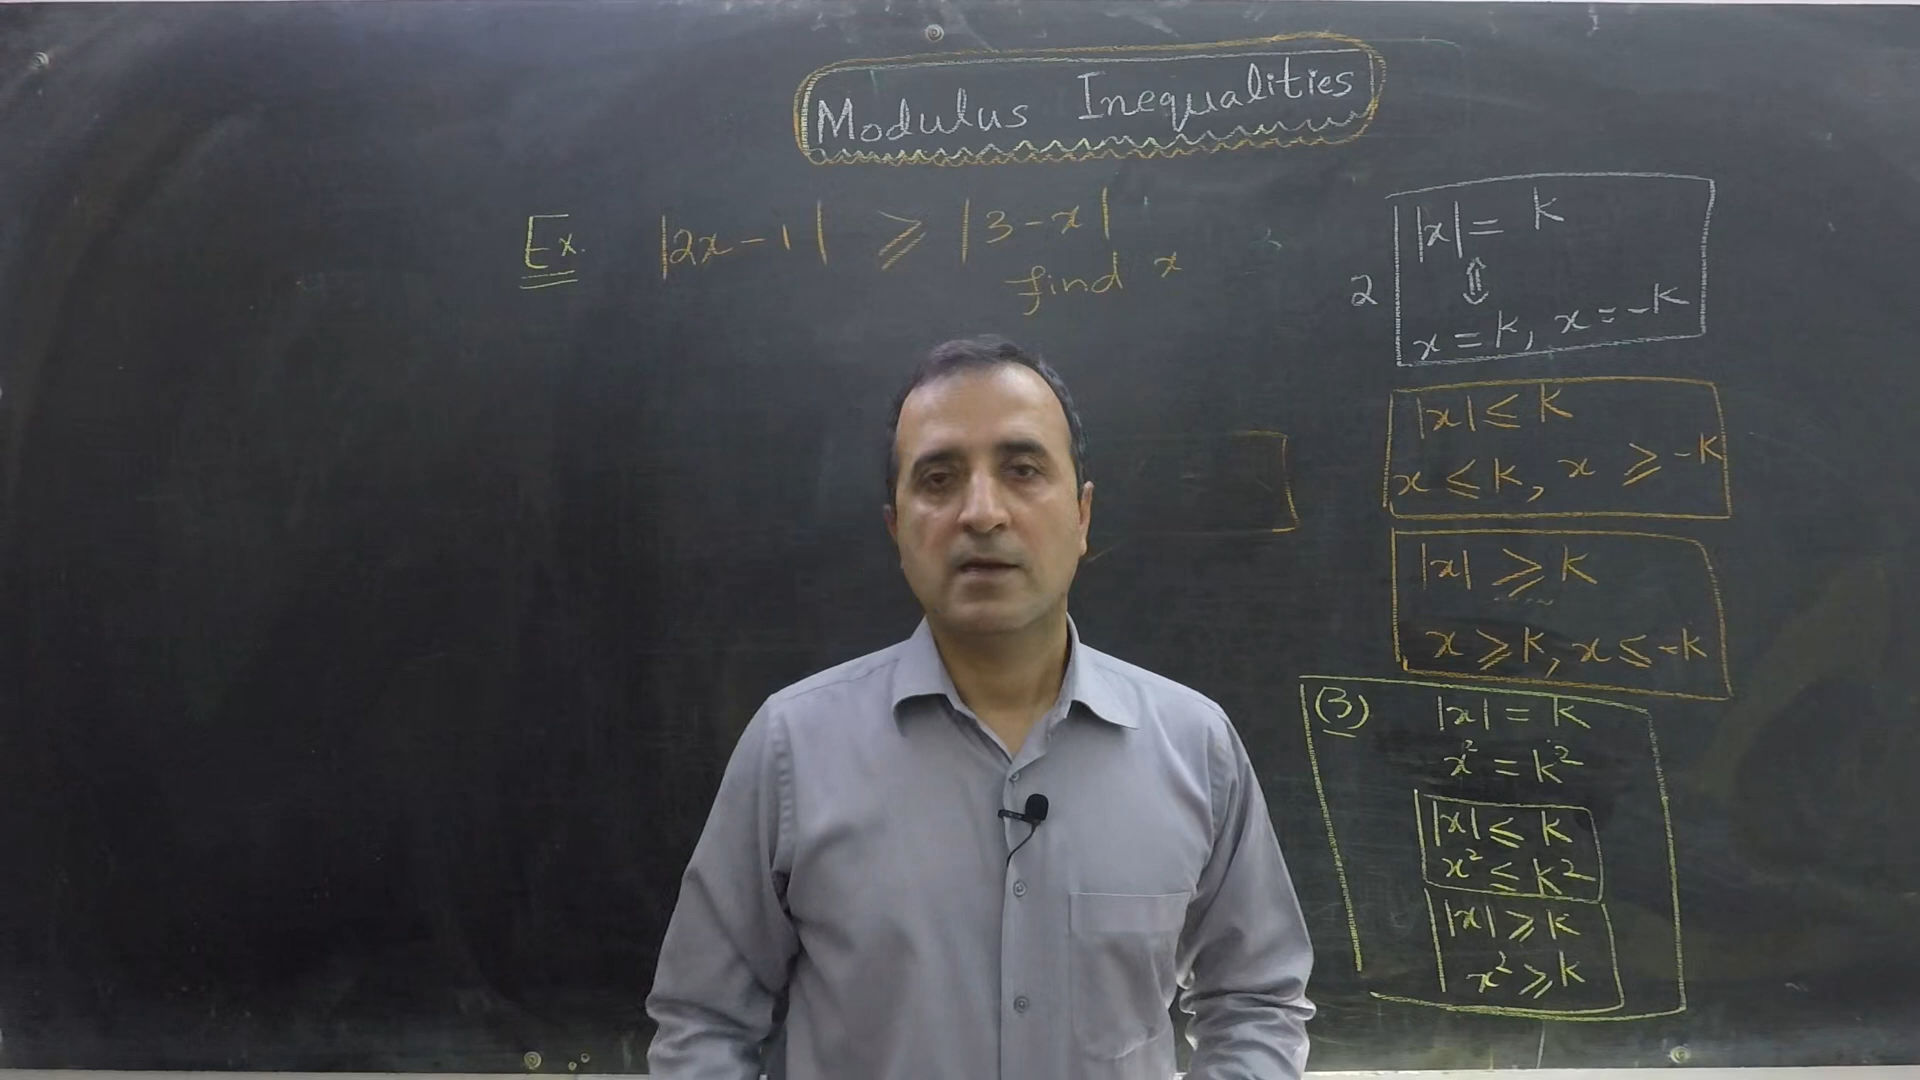 Modulus Inequalities
Ex. |2x-1| ⩾ |3-x|
find x
2
|x| = k
⇕
x = k, x = -k
|x| ≤ k
x ≤ k, x ⩾ -k
|x| ⩾ k
x ⩾ k, x ≤ -k
(3) |x| = k
x² = k²
|x| ≤ k
x² ≤ k²
|x| ⩾ k
x² ⩾ k